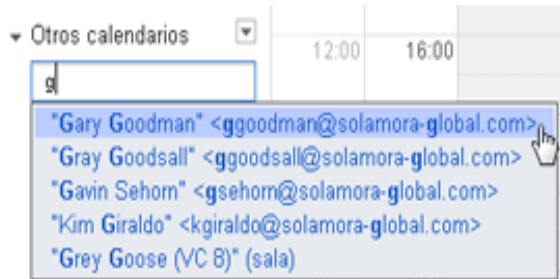 Otros calendarios
12:00 16:00
g
"Gary Goodman" <ggoodman@solamora-global.com>
"Gray Goodsall" <ggoodsall@solamora-global.com>
"Gavin Sehorn" <gsehorn@solamora-global.com>
"Kim Giraldo" <kgiraldo@solamora-global.com>
"Grey Goose (VC 8)" (sala)